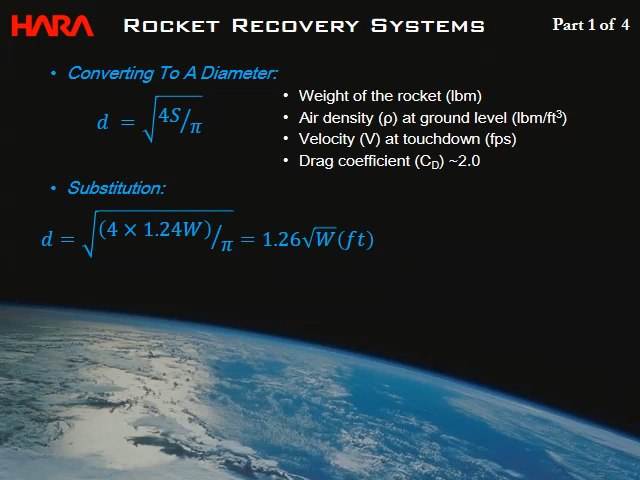 HARA ROCKET RECOVERY SYSTEMS Part 1 of 4
• Converting To A Diameter:
d = √(4S/π)
• Weight of the rocket (lbm)
• Air density (ρ) at ground level (lbm/ft³)
• Velocity (V) at touchdown (fps)
• Drag coefficient (C_D) ~2.0
• Substitution:
d = √((4 × 1.24W)/π) = 1.26√W(ft)